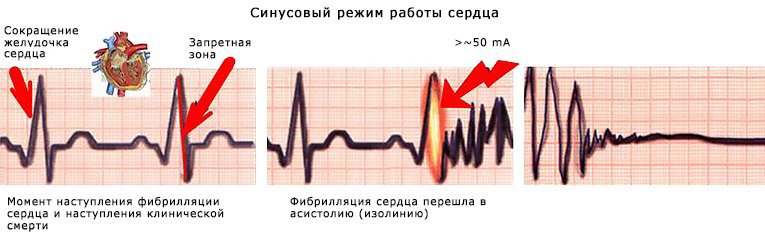 Синусовый режим работы сердца
Сокращение
желудочка
сердца
Запретная
зона
>~50 mA
Момент наступления фибрилляции
сердца и наступления клинической
смерти
Фибрилляция сердца перешла в
асистолию (изолинию)